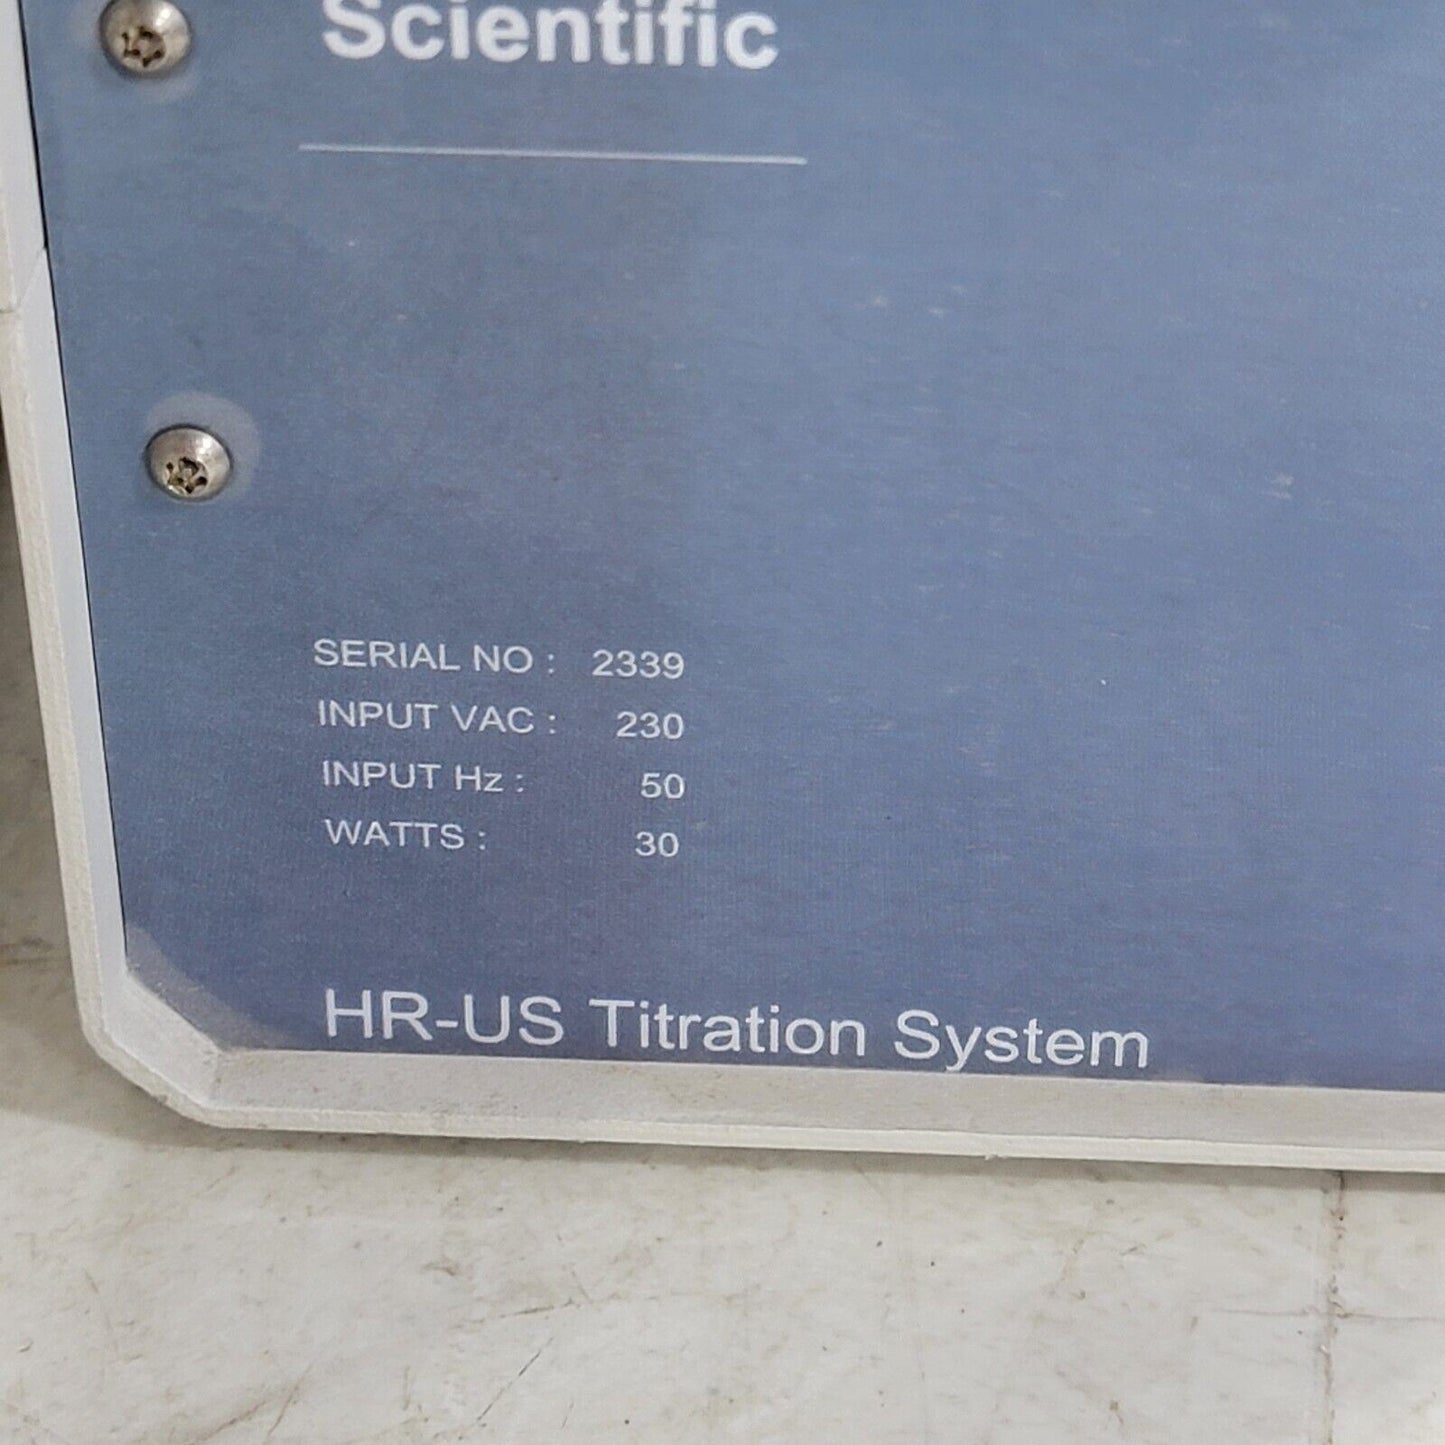 Scientific
SERIAL NO : 2339
INPUT VAC : 230
INPUT Hz : 50
WATTS : 30
HR-US Titration System